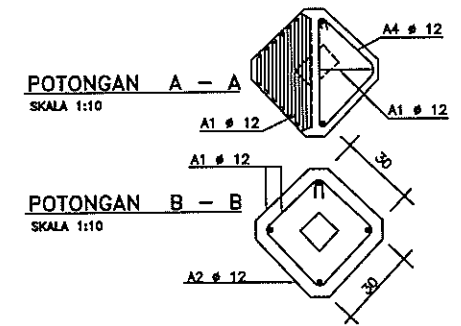 A4 ø 12
POTONGAN A - A
SKALA 1:10
A1 ø 12
A1 ø 12
A1 ø 12
30
POTONGAN B - B
SKALA 1:10
A2 ø 12
30